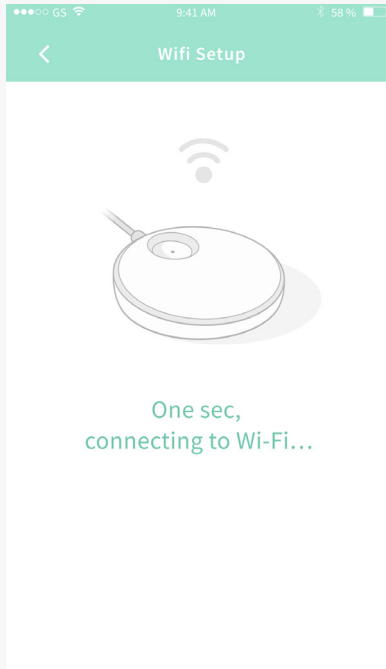 GS 9:41 AM 58 %
Wifi Setup
One sec,
connecting to Wi-Fi...